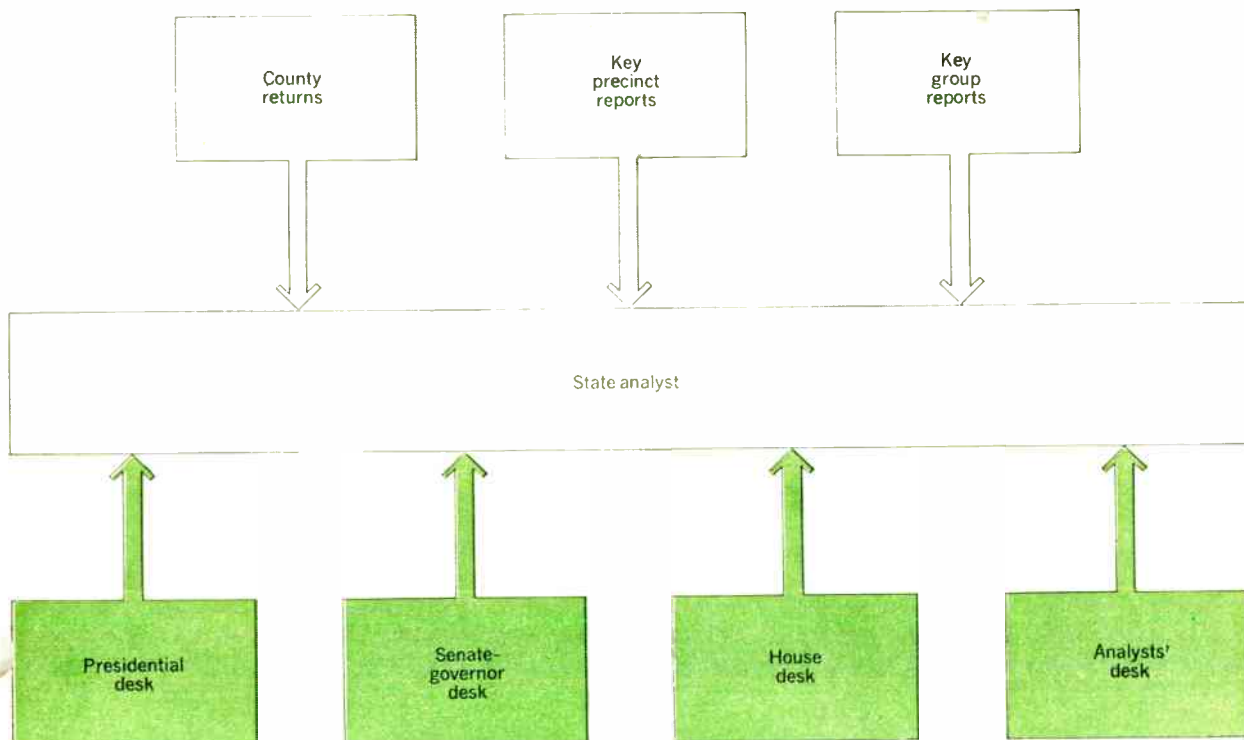 County
returns
Key
precinct
reports
Key
group
reports
State analyst
Presidential
desk
Senate-
governor
desk
House
desk
Analysts'
desk